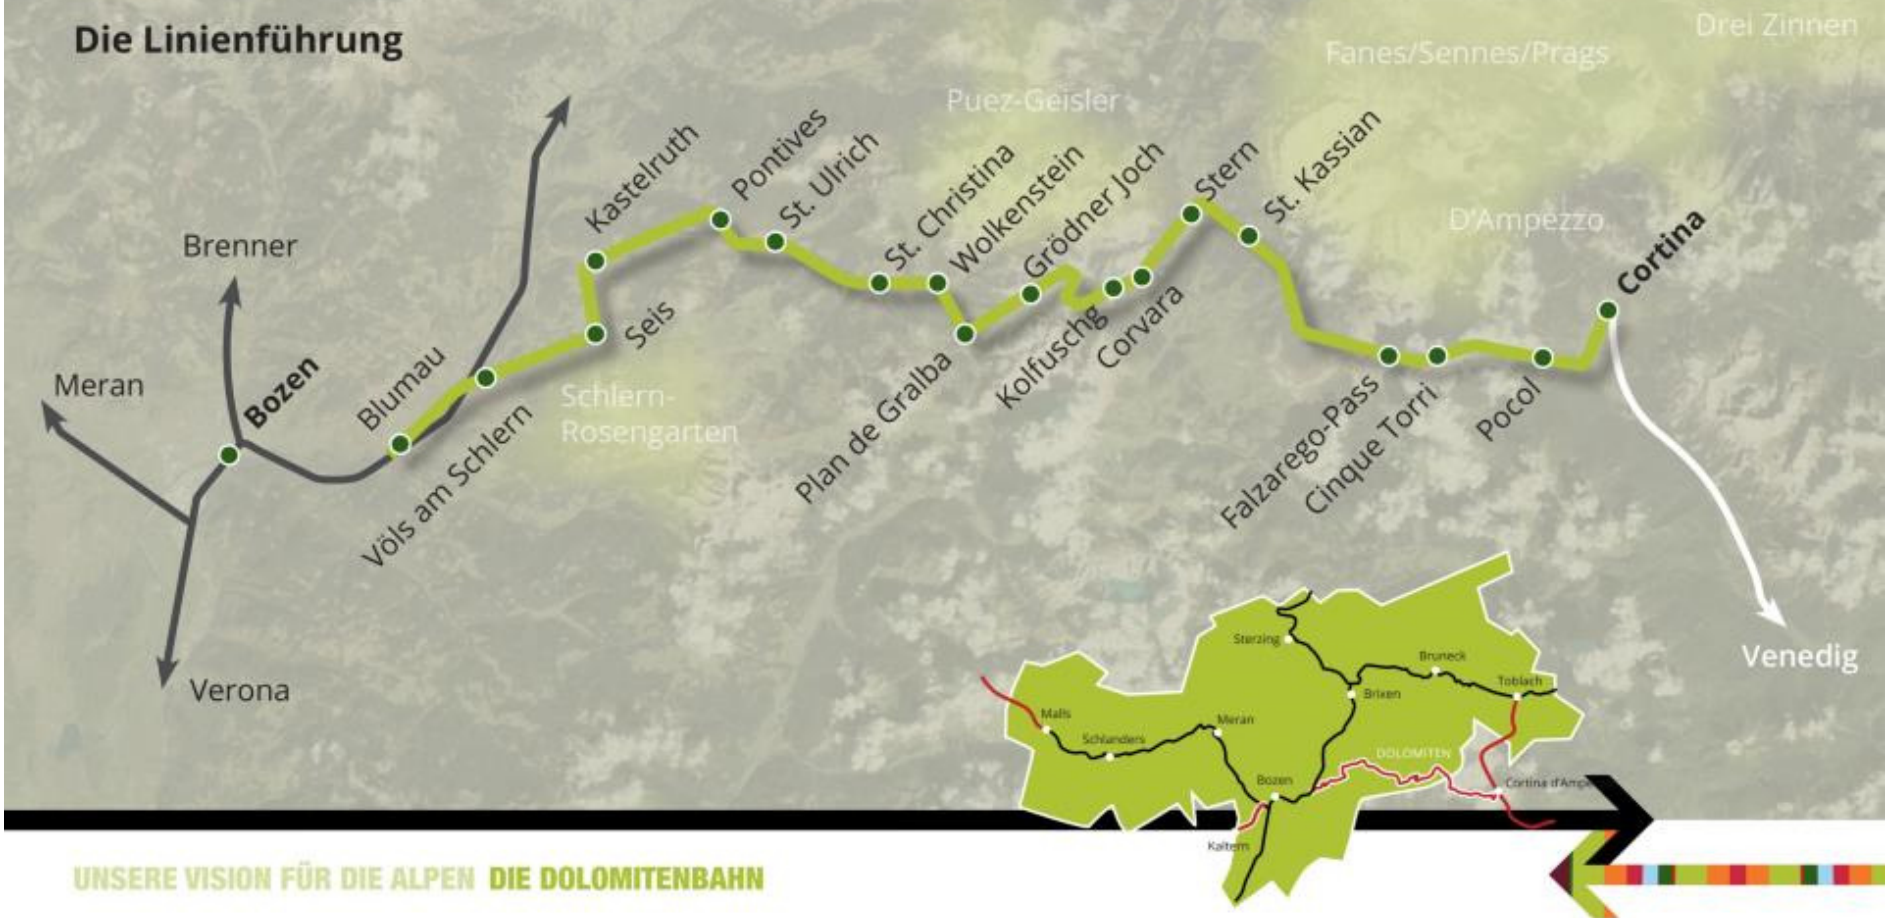 Die Linienführung
Drei Zinnen
Fanes/Sennes/Prags
Puez-Geisler
Kastelruth
Pontives
St. Ulrich
St. Christina
Wolkenstein
Grödner Joch
Stern
St. Kassian
D'Ampezzo
Cortina
Brenner
Meran
Bozen
Blumau
Völs am Schlern
Seis
Schlern-
Rosengarten
Plan de Gralba
Kolfuschg
Corvara
Falzarego-Pass
Cinque Torri
Pocol
Verona
Venedig
Sterzing
Bruneck
Toblach
Brixen
Malls
Schlanders
Meran
DOLOMITEN
Bozen
Cortina d'Ampe
Kaltern
UNSERE VISION FÜR DIE ALPEN DIE DOLOMITENBAHN